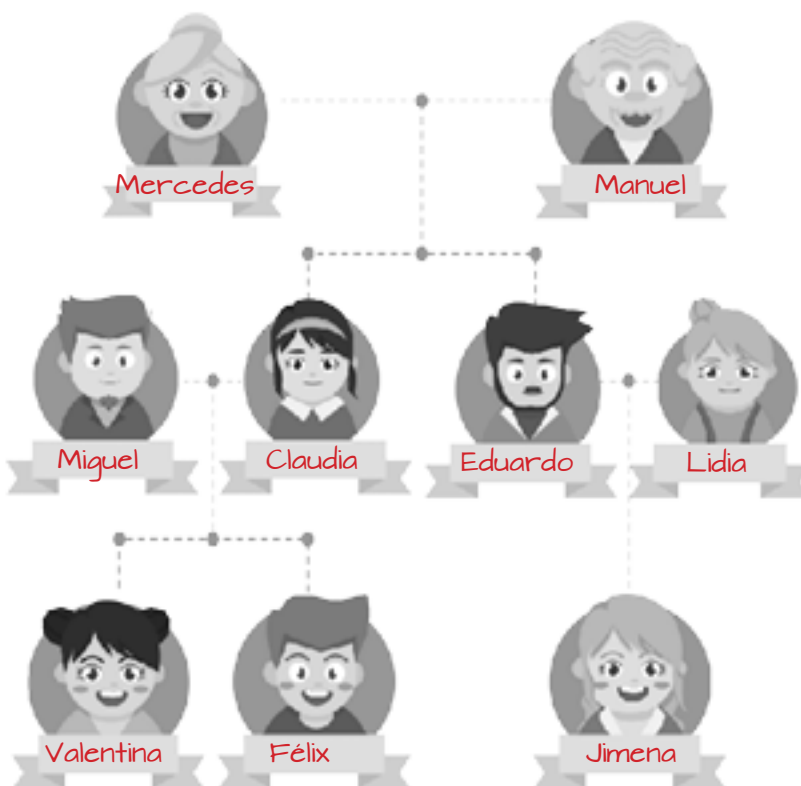 Mercedes
Manuel
Miguel
Claudia
Eduardo
Lidia
Valentina
Félix
Jimena